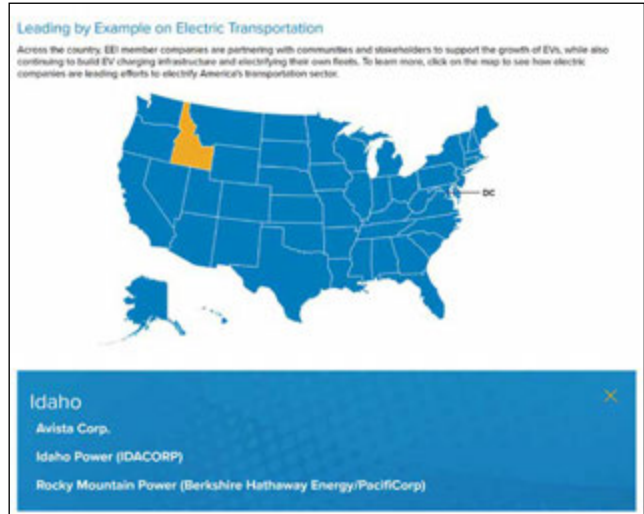 Leading by Example on Electric Transportation
Across the country, EEI member companies are partnering with communities and stakeholders to support the growth of EVs, while also
continuing to build EV charging infrastructure and electrifying their own fleets. To learn more, click on the map to see how electric
companies are leading efforts to electrify America's transportation sector.
DC
Idaho
Avista Corp.
Idaho Power (IDACORP)
Rocky Mountain Power (Berkshire Hathaway Energy/PacifiCorp)